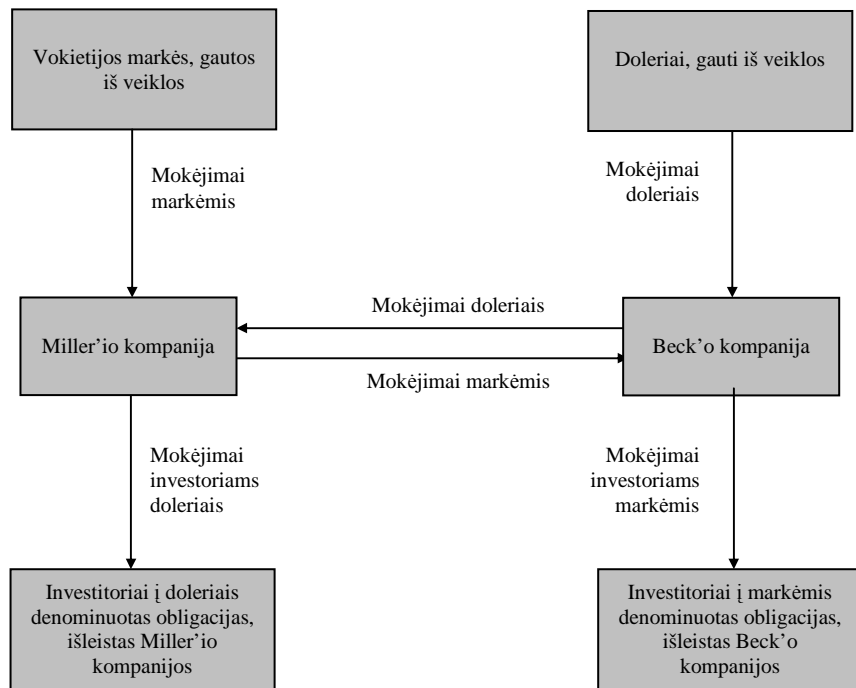 Vokietijos markės, gautos
iš veiklos
Doleriai, gauti iš veiklos
Mokėjimai
markėmis
Mokėjimai
doleriais
Mokėjimai doleriais
Miller’io kompanija
Beck’o kompanija
Mokėjimai markėmis
Mokėjimai
investoriams
doleriais
Mokėjimai
investoriams
markėmis
Investitoriai į doleriais
denominuotas obligacijas,
išleistas Miller’io
kompanijos
Investitoriai į markėmis
denominuotas obligacijas,
išleistas Beck’o
kompanijos